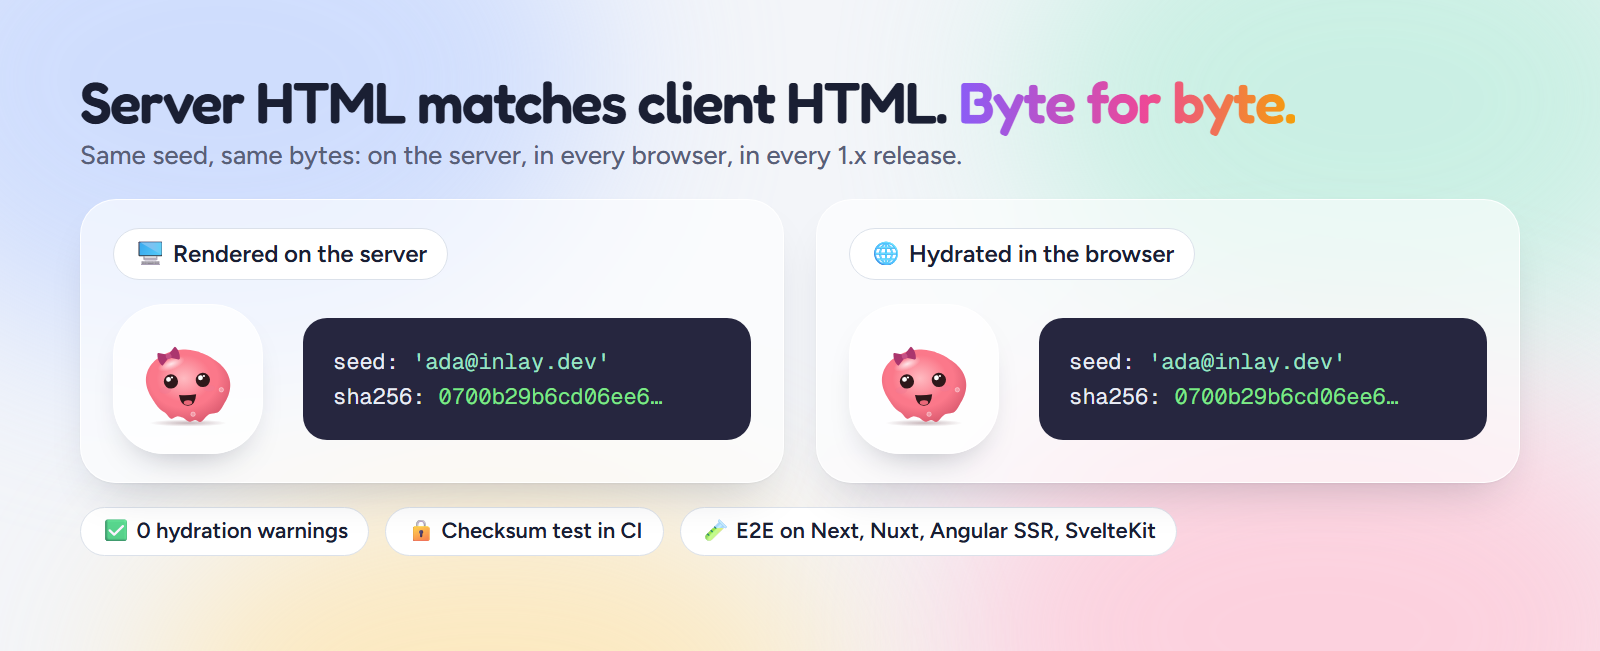 Server HTML matches client HTML. Byte for byte.
Same seed, same bytes: on the server, in every browser, in every 1.x release.
Rendered on the server
seed: 'ada@inlay.dev'
sha256: 0700b29b6cd06ee6…
Hydrated in the browser
seed: 'ada@inlay.dev'
sha256: 0700b29b6cd06ee6…
0 hydration warnings
Checksum test in CI
E2E on Next, Nuxt, Angular SSR, SvelteKit